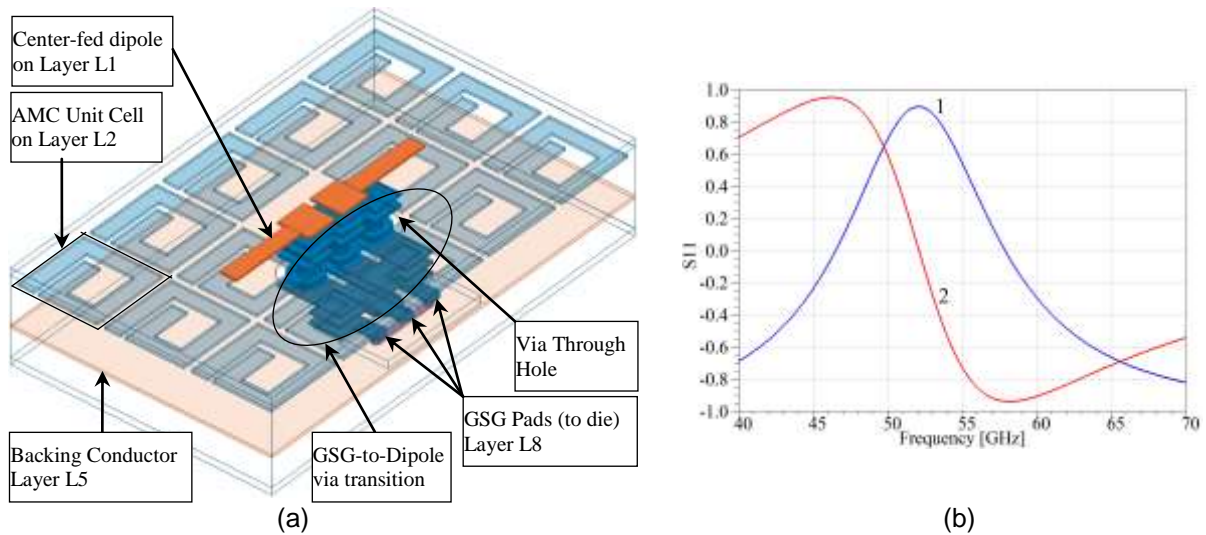 Center-fed dipole
on Layer L1
AMC Unit Cell
on Layer L2
Backing Conductor
Layer L5
GSG-to-Dipole
via transition
GSG Pads (to die)
Layer L8
Via Through
Hole
(a)
1.0
0.8
0.6
0.4
0.2
0.0
-0.2
-0.4
-0.6
-0.8
-1.0
S11
1
2
40 45 50 55 60 65 70
Frequency [GHz]
(b)